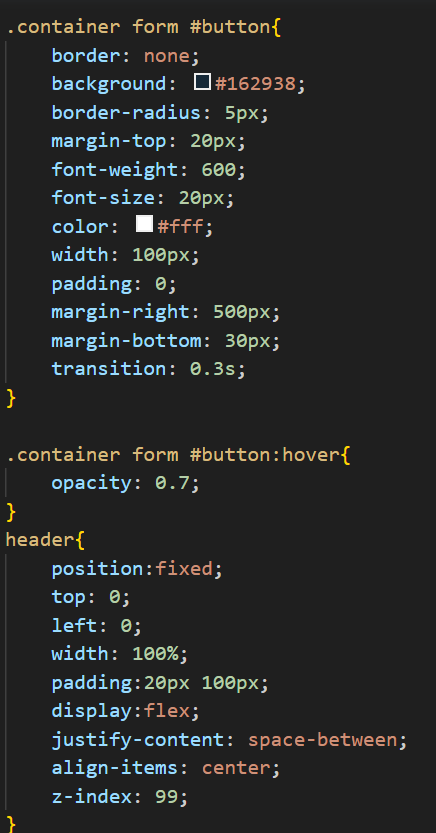 .container form #button{
border: none;
background: #162938;
border-radius: 5px;
margin-top: 20px;
font-weight: 600;
font-size: 20px;
color: #fff;
width: 100px;
padding: 0;
margin-right: 500px;
margin-bottom: 30px;
transition: 0.3s;
}
.container form #button:hover{
opacity: 0.7;
}
header{
position:fixed;
top: 0;
left: 0;
width: 100%;
padding:20px 100px;
display:flex;
justify-content: space-between;
align-items: center;
z-index: 99;
}